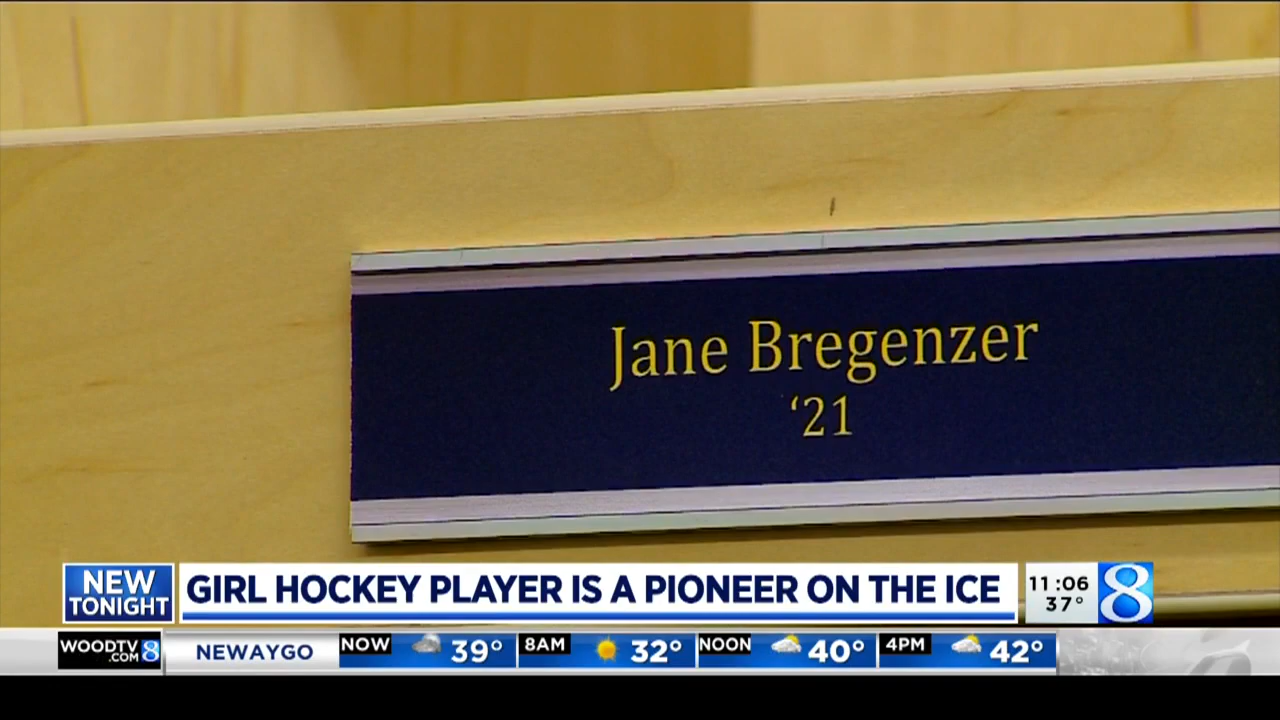 Jane Bregenzer
‘21
NEW
TONIGHT
GIRL HOCKEY PLAYER IS A PIONEER ON THE ICE
11:06
37°
8
WOODTV
.COM 8
NEWAYGO
NOW 39°
8AM 32°
NOON 40°
4PM 42°